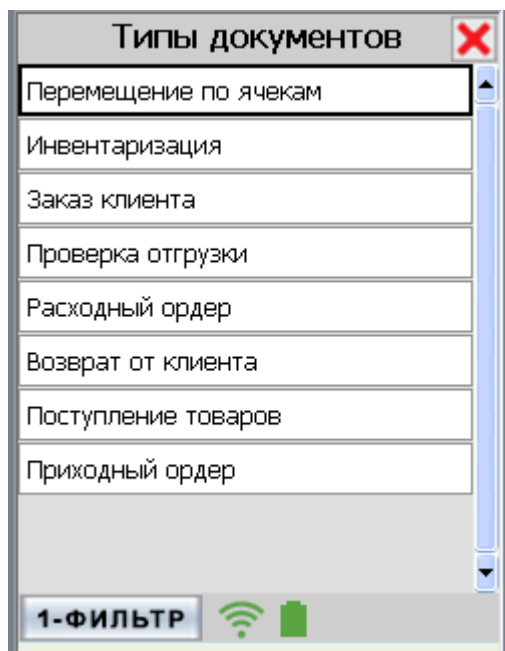 Типы документов
Перемещение по ячекам
Инвентаризация
Заказ клиента
Проверка отгрузки
Расходный ордер
Возврат от клиента
Поступление товаров
Приходный ордер
1-ФИЛЬТР